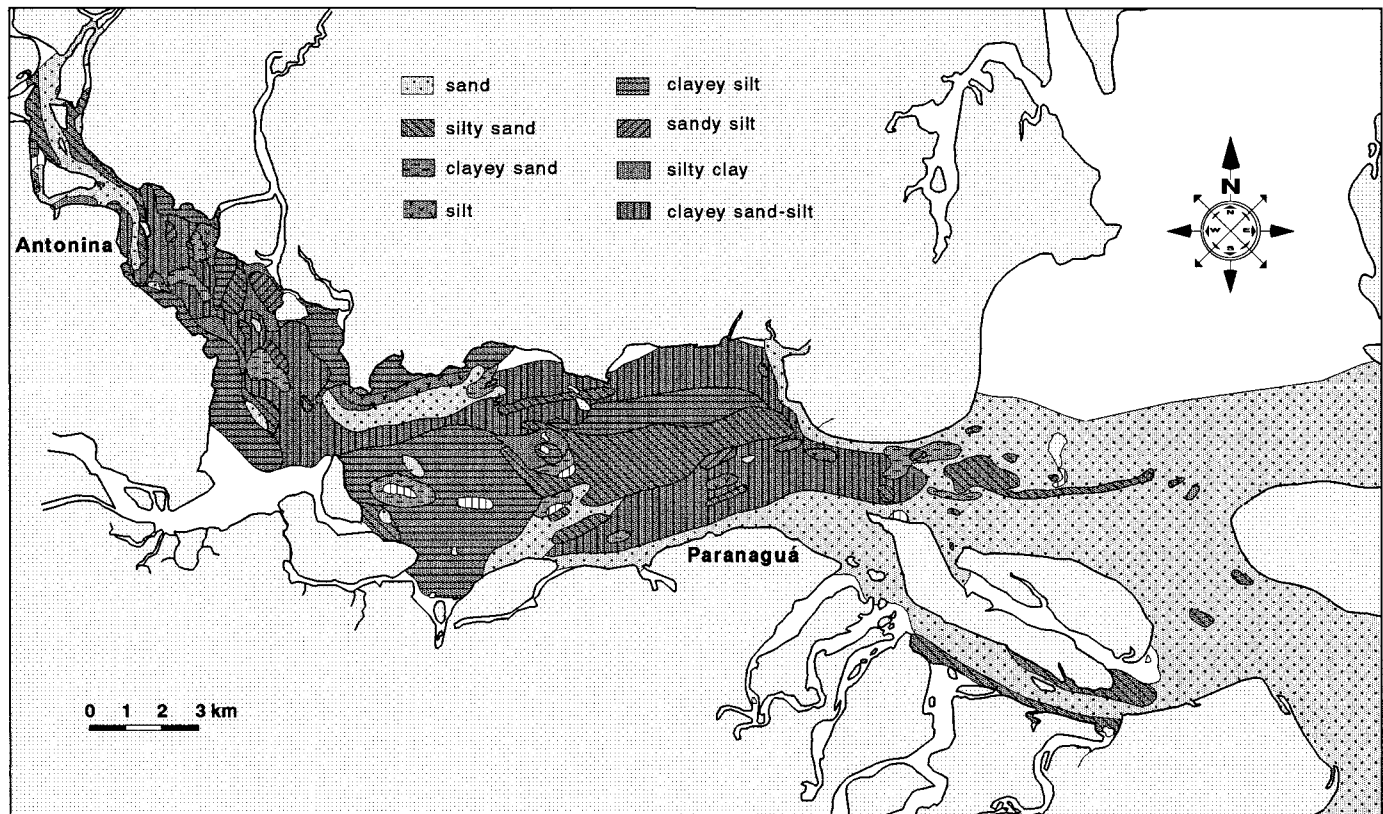 sand
silty sand
clayey sand
silt
clayey silt
sandy silt
silty clay
clayey sand-silt
N
N
W
E
S
Antonina
Paranaguá
0 1 2 3 km